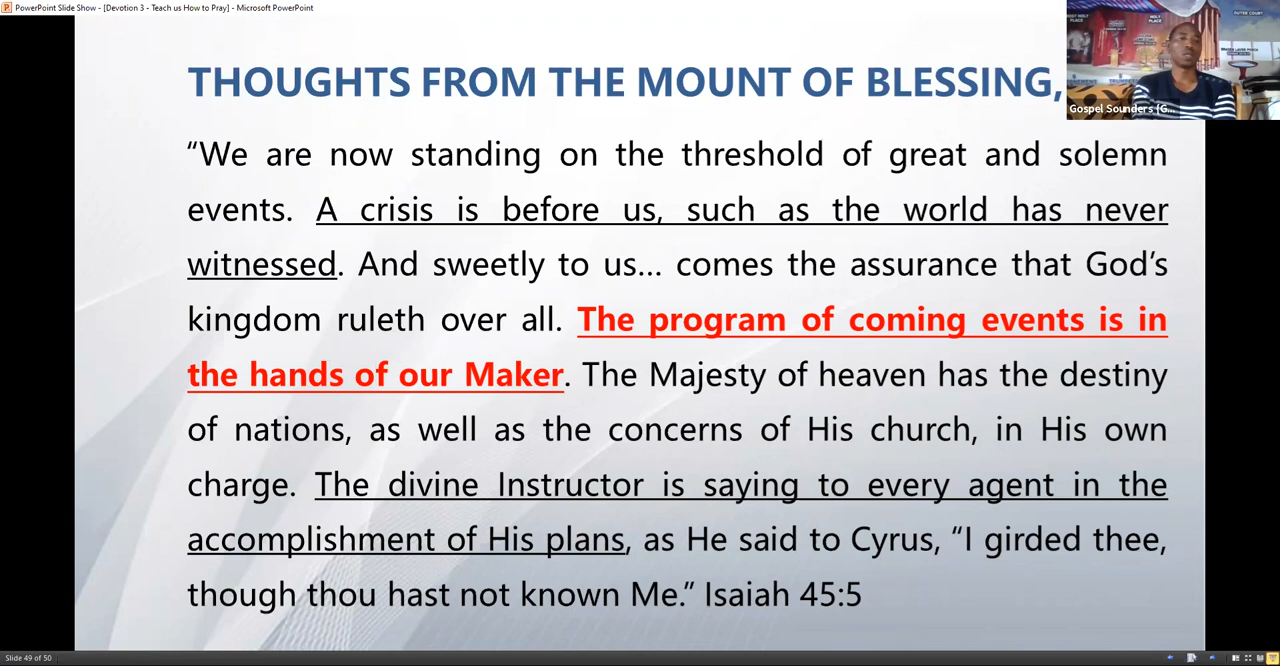 PowerPoint Slide Show - [Devotion 3 - Teach us How to Pray] - Microsoft PowerPoint
THOUGHTS FROM THE MOUNT OF BLESSING,
“We are now standing on the threshold of great and solemn
events. A crisis is before us, such as the world has never
witnessed. And sweetly to us... comes the assurance that God’s
kingdom ruleth over all. The program of coming events is in
the hands of our Maker. The Majesty of heaven has the destiny
of nations, as well as the concerns of His church, in His own
charge. The divine Instructor is saying to every agent in the
accomplishment of His plans, as He said to Cyrus, “I girded thee,
though thou hast not known Me.” Isaiah 45:5
HOLY
PLACE
OUTER COURT
Gospel Sounders (G...
Slide 49 of 50